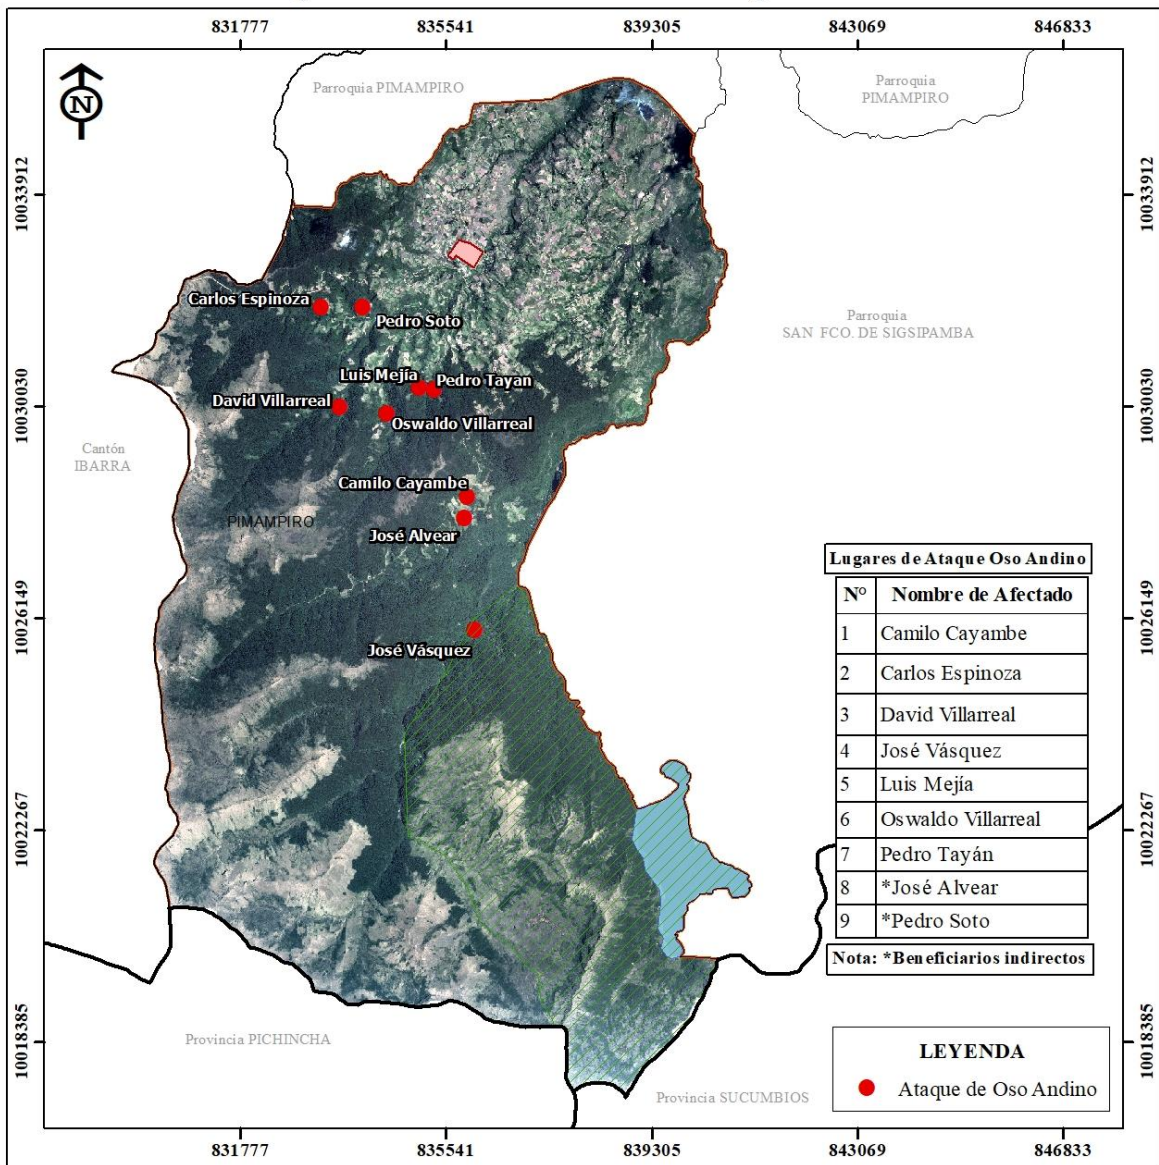 831777
835541
839305
843069
846833
N
Parroquia PIMAMPIRO
Parroquia
PIMAMPIRO
10033912
10033912
Carlos Espinoza
Pedro Soto
Parroquia
SAN FCO. DE SIGSIPAMBA
Luis Mejía
Pedro Tayan
David Villarreal
Oswaldo Villarreal
10030030
10030030
Cantón
IBARRA
Camilo Cayambe
PIMAMPIRO
José Alvear
10026149
10026149
José Vásquez
Lugares de Ataque Oso Andino
N° Nombre de Afectado
1 Camilo Cayambe
2 Carlos Espinoza
3 David Villarreal
4 José Vásquez
5 Luis Mejía
6 Oswaldo Villarreal
7 Pedro Tayán
8 *José Alvear
9 *Pedro Soto
Nota: *Beneficiarios indirectos
10022267
10022267
10018385
10018385
Provincia PICHINCHA
Provincia SUCUMBIOS
LEYENDA
Ataque de Oso Andino
831777
835541
839305
843069
846833